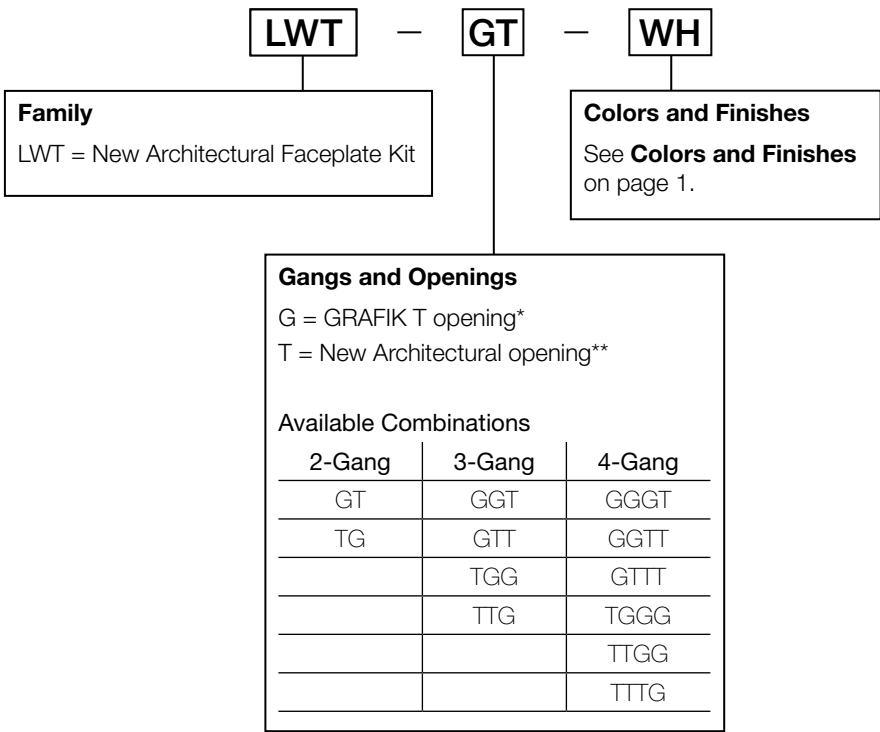 LWT – GT – WH
Family
LWT = New Architectural Faceplate Kit
Colors and Finishes
See Colors and Finishes
on page 1.
Gangs and Openings
G = GRAFIK T opening*
T = New Architectural opening**
Available Combinations
2-Gang 3-Gang 4-Gang
GT GGT GGGT
TG GTT GGTT
TGG GTTT
TTG TGGG
TTGG
TTTG